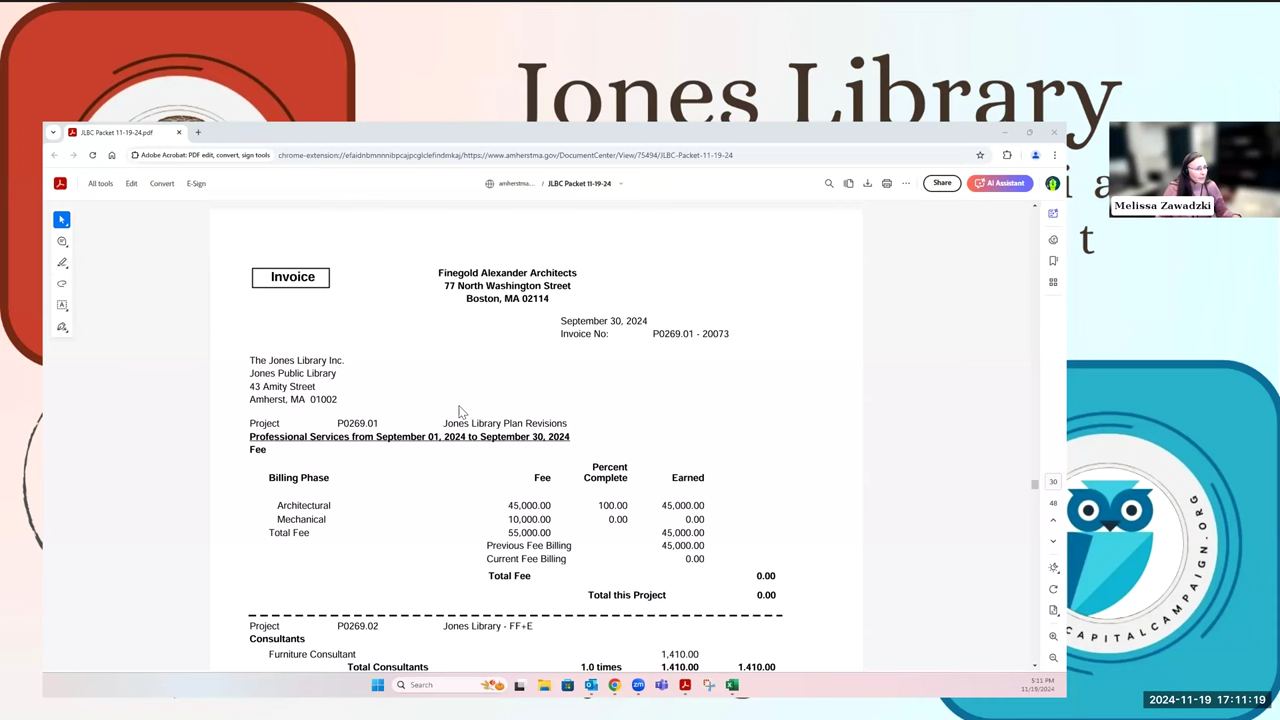 Jones Library
JLBC Packet 11-19-24.pdf
Adobe Acrobat: PDF edit, convert, sign tools
chrome-extension://efaidnbmnnnibpcajpcglclefindmkaj/https://www.amherstma.gov/DocumentCenter/View/75494/JLBC-Packet-11-19-24
All tools Edit Convert E-Sign
amherstma... / JLBC Packet 11-19-24
Share
AI Assistant
Melissa Zawadzki
Invoice
Finegold Alexander Architects
77 North Washington Street
Boston, MA 02114
September 30, 2024
Invoice No: P0269.01 - 20073
The Jones Library Inc.
Jones Public Library
43 Amity Street
Amherst, MA 01002
Project P0269.01 Jones Library Plan Revisions
Professional Services from September 01, 2024 to September 30, 2024
Fee
Billing Phase Fee Percent Complete Earned
Architectural 45,000.00 100.00 45,000.00
Mechanical 10,000.00 0.00 0.00
Total Fee 55,000.00 45,000.00
Previous Fee Billing 45,000.00
Current Fee Billing 0.00
Total Fee 0.00
Total this Project 0.00
Project P0269.02 Jones Library - FF+E
Consultants
Furniture Consultant 1,410.00
Total Consultants 1.0 times 1,410.00 1,410.00
30
48
CAPITALCAMPAIGN.ORG
Search
zm
5:11 PM
11/19/2024
2024-11-19 17:11:19